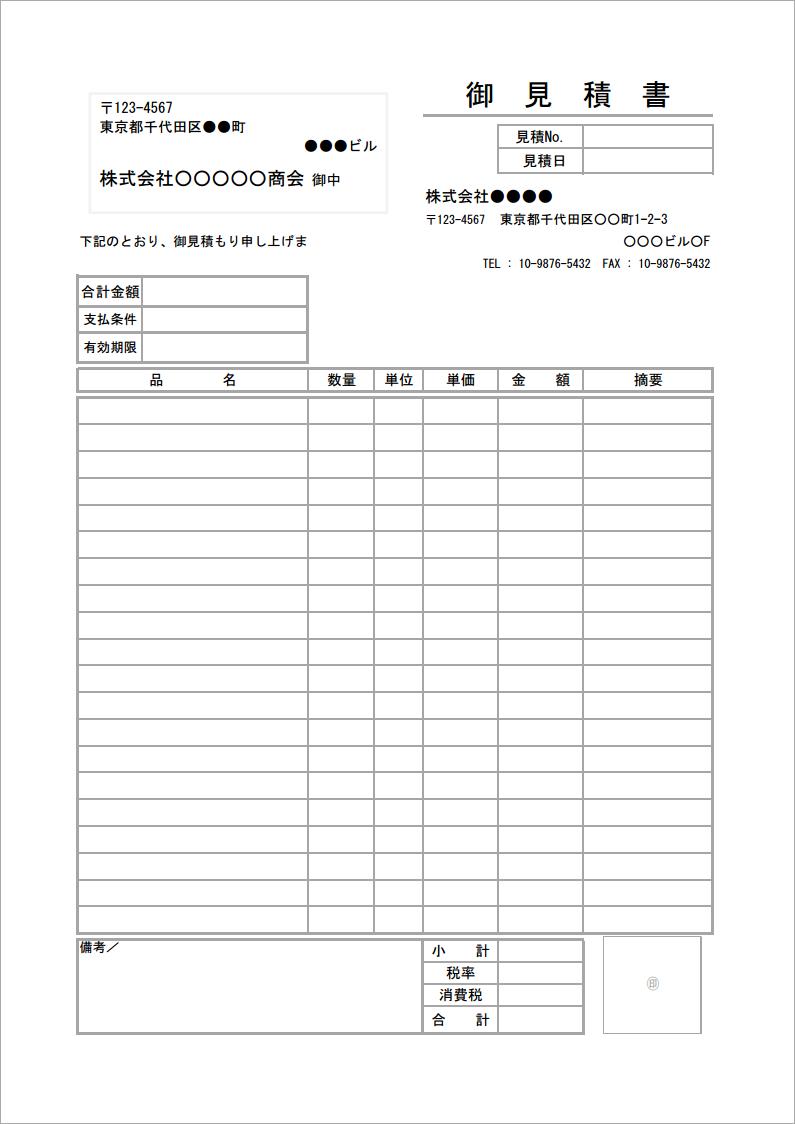 御 見 積 書
〒123-4567
東京都千代田区●●町
●●●ビル
株式会社〇〇〇〇〇商会 御中
見積No.
見積日
株式会社●●●●
〒123-4567 東京都千代田区〇〇町1-2-3
〇〇〇ビル〇F
TEL : 10-9876-5432 FAX : 10-9876-5432
下記のとおり、御見積もり申し上げま
合計金額
支払条件
有効期限
品 名 数量 単位 単価 金 額 摘要
備考／
小 計
税率
消費税
合 計
㊞